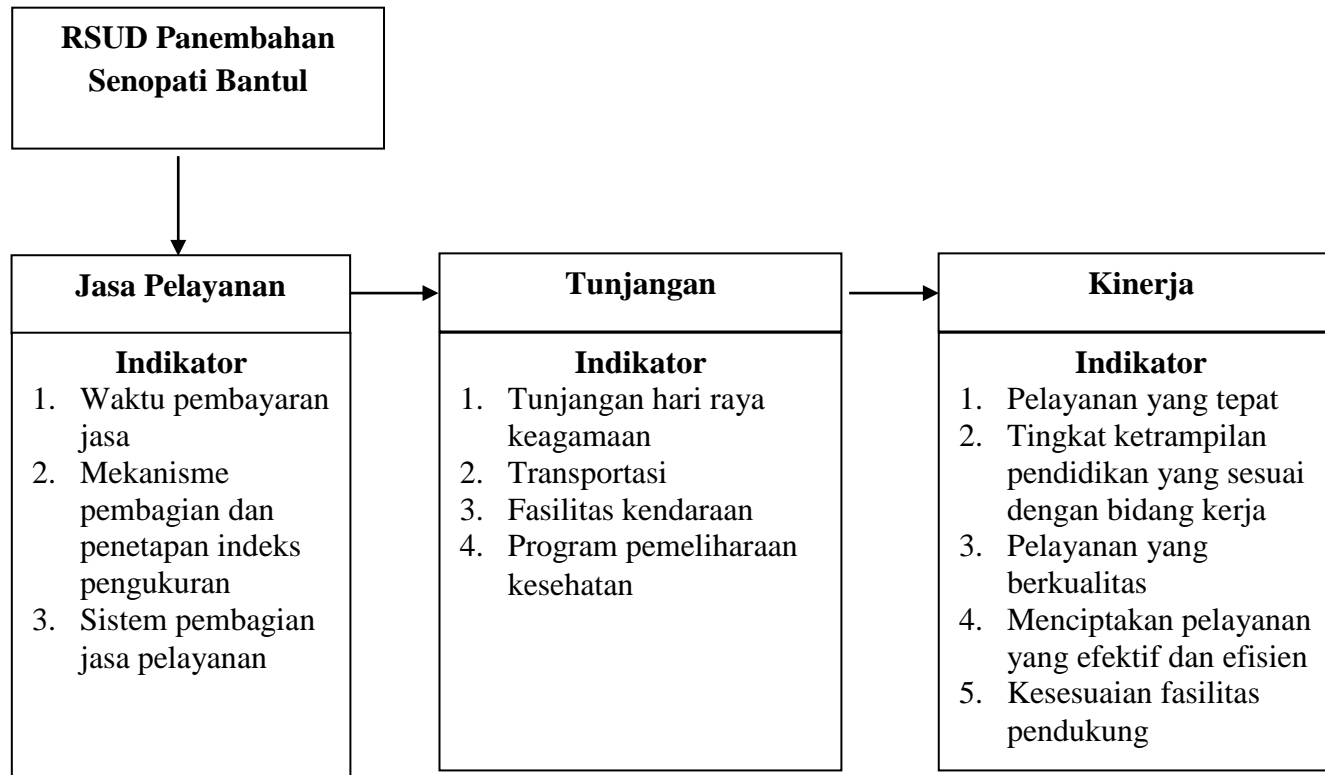 RSUD Panembahan
Senopati Bantul
Jasa Pelayanan
Indikator
1. Waktu pembayaran
jasa
2. Mekanisme
pembagian dan
penetapan indeks
pengukuran
3. Sistem pembagian
jasa pelayanan
Tunjangan
Indikator
1. Tunjangan hari raya
keagamaan
2. Transportasi
3. Fasilitas kendaraan
4. Program pemeliharaan
kesehatan
Kinerja
Indikator
1. Pelayanan yang tepat
2. Tingkat ketrampilan
pendidikan yang sesuai
dengan bidang kerja
3. Pelayanan yang
berkualitas
4. Menciptakan pelayanan
yang efektif dan efisien
5. Kesesuaian fasilitas
pendukung